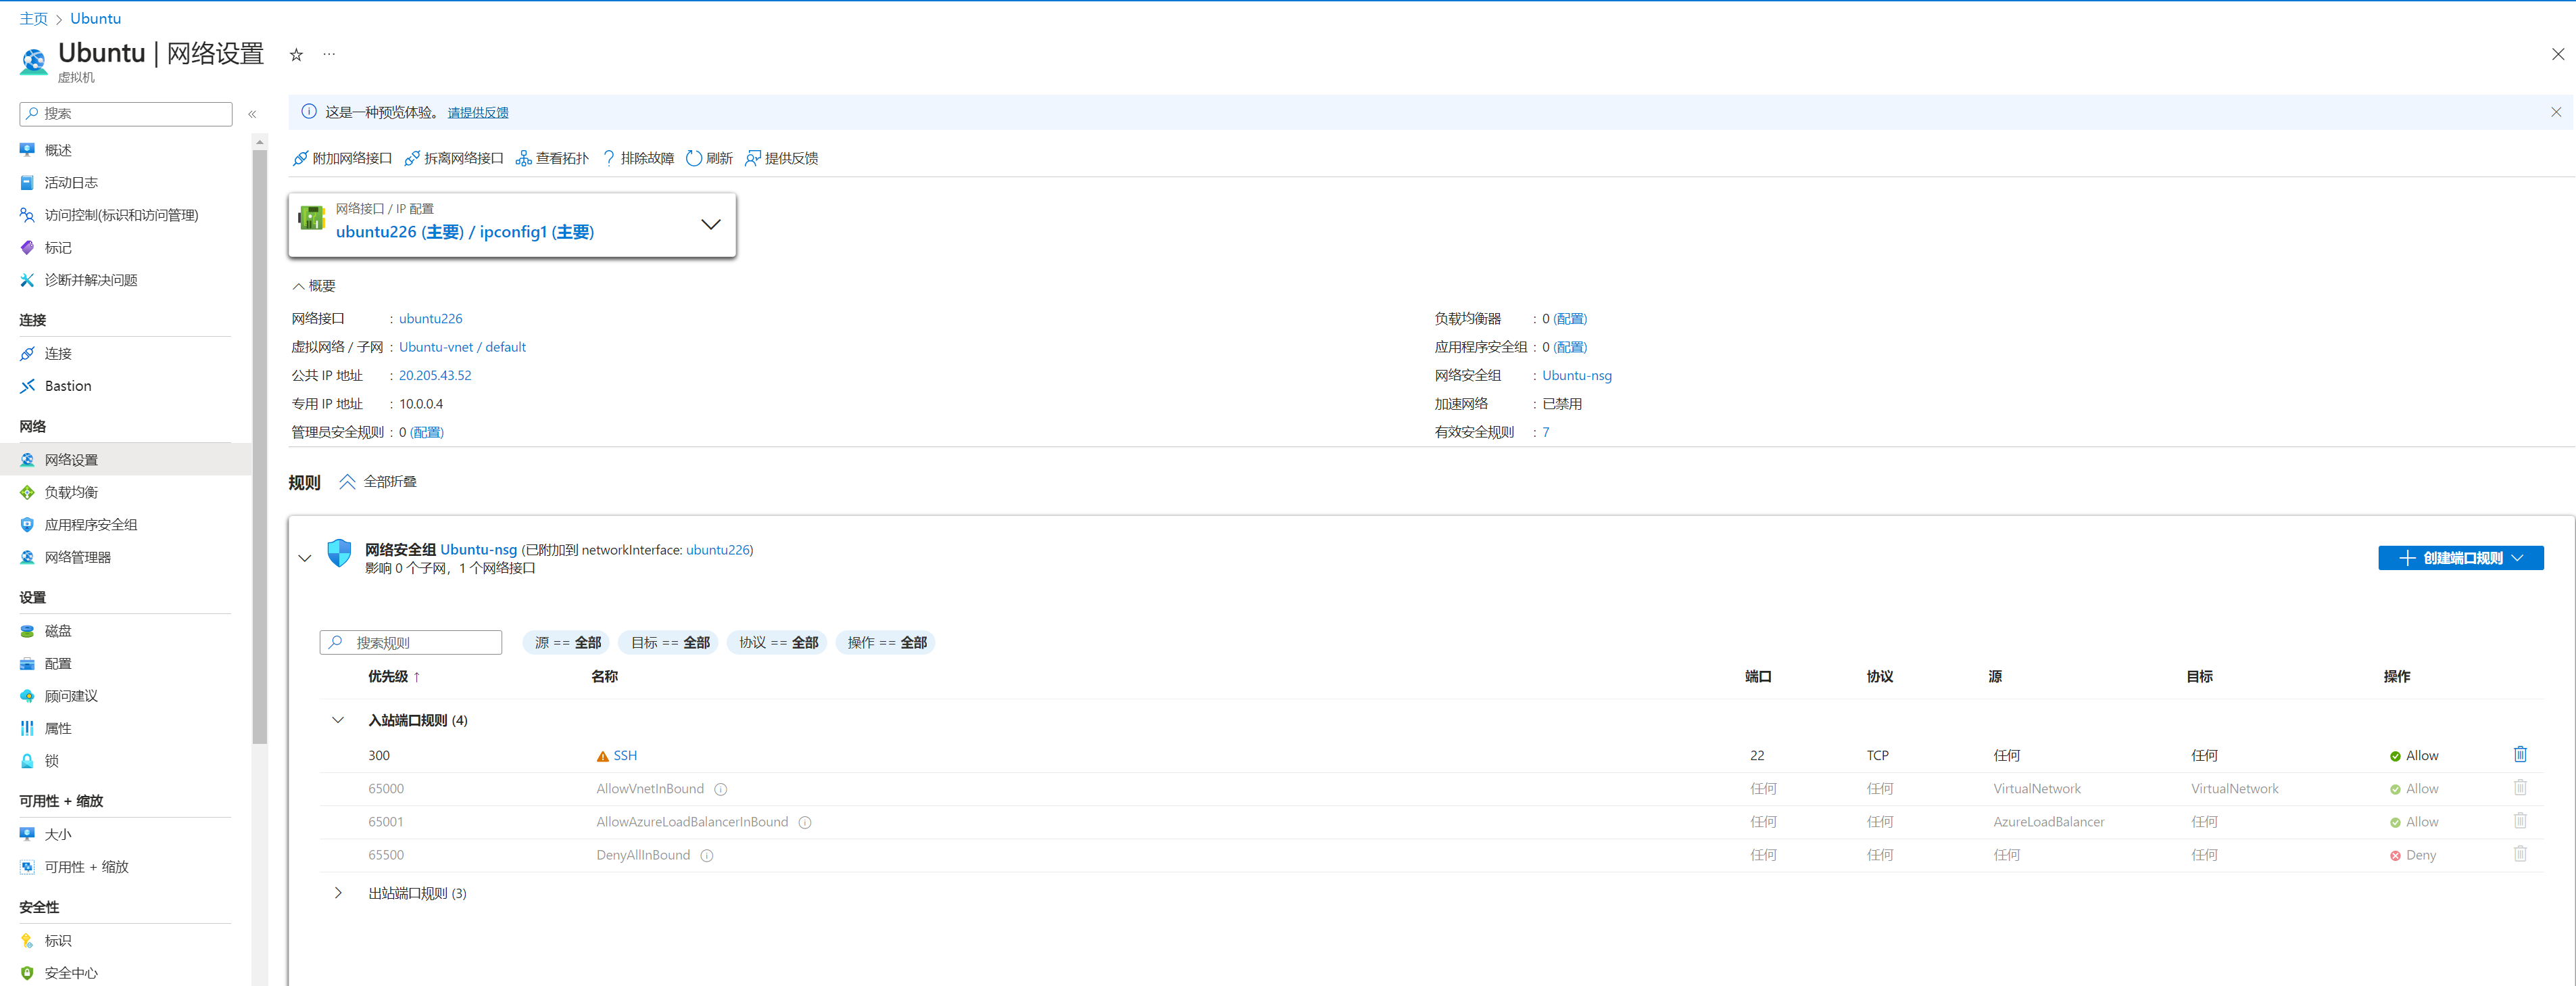 主页 > Ubuntu
Ubuntu | 网络设置
虚拟机
搜索
概述
活动日志
访问控制(标识和访问管理)
标记
诊断并解决问题
连接
连接
Bastion
网络
网络设置
负载均衡
应用程序安全组
网络管理器
设置
磁盘
配置
顾问建议
属性
锁
可用性 + 缩放
大小
可用性 + 缩放
安全性
标识
安全中心
这是一种预览体验。 请提供反馈
附加网络接口 拆离网络接口 查看拓扑 排除故障 刷新 提供反馈
网络接口 / IP 配置
ubuntu226 (主要) / ipconfig1 (主要)
概要
网络接口 : ubuntu226
虚拟网络 / 子网 : Ubuntu-vnet / default
公共 IP 地址 : 20.205.43.52
专用 IP 地址 : 10.0.0.4
管理员安全规则 : 0 (配置)
负载均衡器 : 0 (配置)
应用程序安全组 : 0 (配置)
网络安全组 : Ubuntu-nsg
加速网络 : 已禁用
有效安全规则 : 7
规则 全部折叠
网络安全组 Ubuntu-nsg (已附加到 networkInterface: ubuntu226)
影响 0 个子网，1 个网络接口
创建端口规则
搜索规则 源 == 全部 目标 == 全部 协议 == 全部 操作 == 全部
优先级 ↑ 名称 端口 协议 源 目标 操作
入站端口规则 (4)
300 SSH 22 TCP 任何 任何 Allow
65000 AllowVnetInBound 任何 任何 VirtualNetwork VirtualNetwork Allow
65001 AllowAzureLoadBalancerInBound 任何 任何 AzureLoadBalancer 任何 Allow
65500 DenyAllInBound 任何 任何 任何 任何 Deny
出站端口规则 (3)